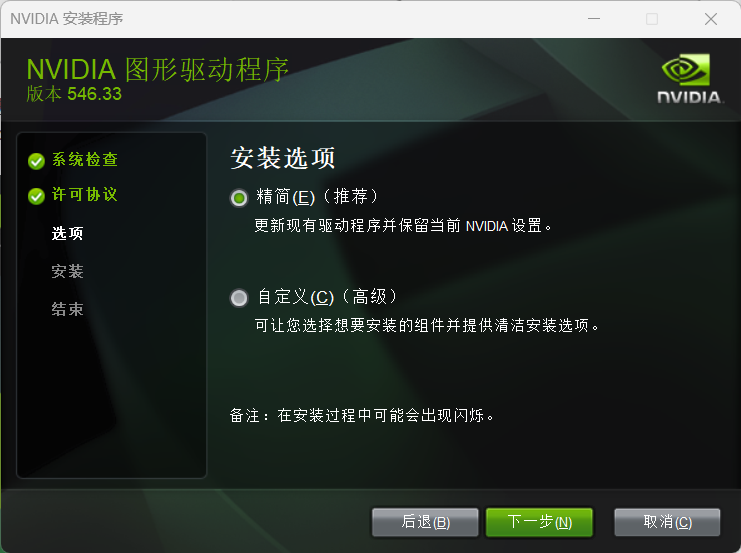 NVIDIA 安装程序
NVIDIA 图形驱动程序
版本 546.33
NVIDIA.
系统检查
许可协议
选项
安装
结束
安装选项
精简(E)（推荐）
更新现有驱动程序并保留当前 NVIDIA 设置。
自定义(C)（高级）
可让您选择想要安装的组件并提供清洁安装选项。
备注：在安装过程中可能会出现闪烁。
后退(B)
下一步(N)
取消(C)